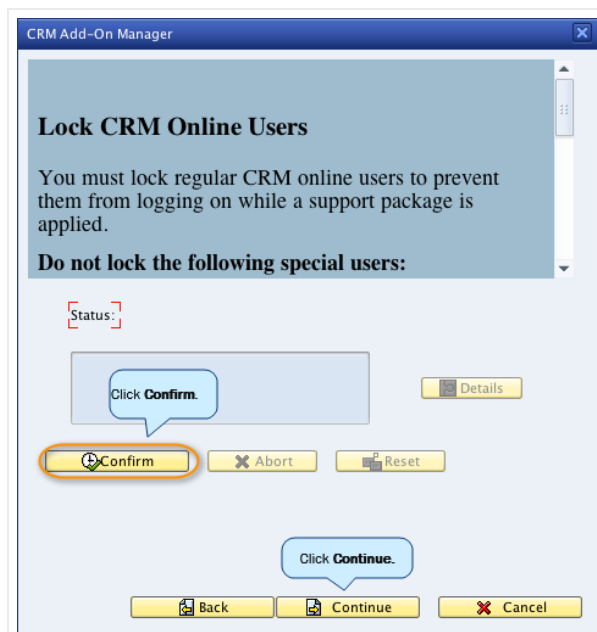 CRM Add-On Manager
Lock CRM Online Users
You must lock regular CRM online users to prevent
them from logging on while a support package is
applied.
Do not lock the following special users:
Status:
Click Confirm.
Details
Confirm
Abort
Reset
Click Continue.
Back
Continue
Cancel